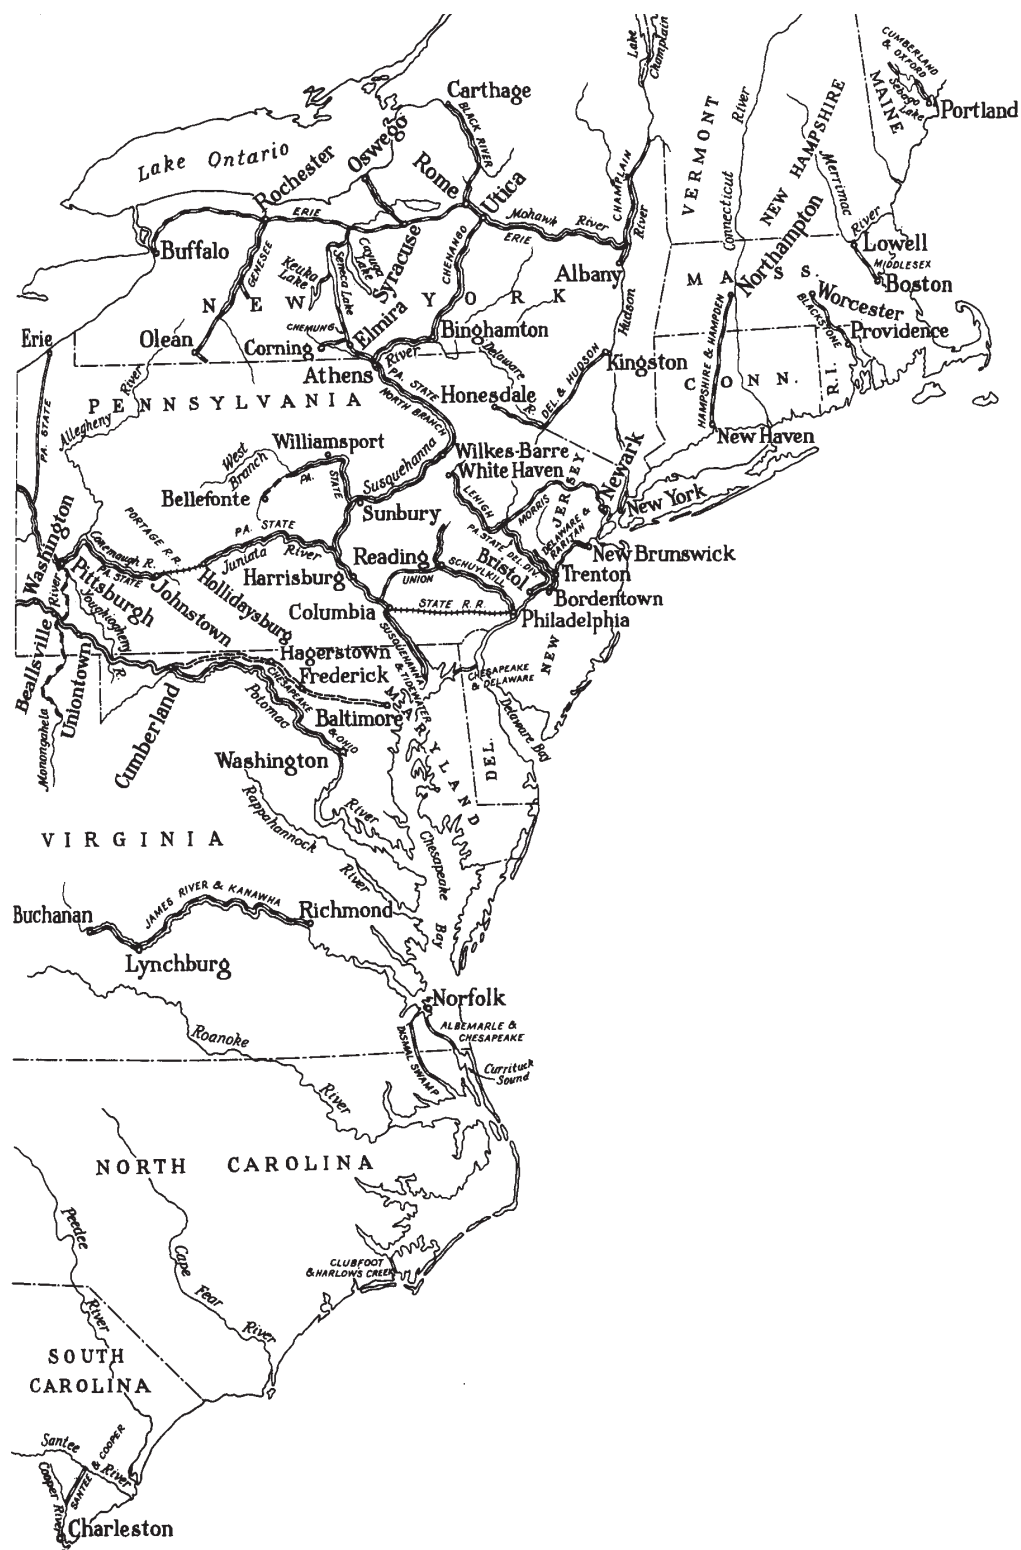 Lake
Champlain
CUMBERLAND
& OXFORD
Sebago
Lake
MAINE
Portland
Carthage
BLACK RIVER
VERMONT
River
Connecticut
NEW HAMPSHIRE
Merrimac
River
Lake Ontario
Rochester
Oswego
Rome
Utica
CHAMPLAIN
ERIE
Mohawk River
ERIE
River
Northampton
Lowell
MIDDLESEX
Boston
Buffalo
GENESEE
Keuka
Lake
Seneca Lake
Cayuga
Lake
Syracuse
CHENANGO
Albany
Hudson
MASS.
Worcester
BLACKSTONE
Providence
NEW YORK
CHEMUNG
Elmira
Binghamton
Erie
Olean
Corning
River
Delaware
R.
Kingston
HAMPSHIRE & HAMPDEN
CONN.
R.I.
Athens
PA. STATE
NORTH BRANCH
Honesdale
DEL. & HUDSON
New Haven
PA. STATE
Allegheny
River
PENNSYLVANIA
Williamsport
West
Branch
PA.
STATE
Bellefonte
Susquehanna
Wilkes-Barre
White Haven
LEHIGH
Sunbury
MORRIS
JERSEY
Newark
New York
DELAWARE &
RARITAN
PA. STATE DEL. DIV.
New Brunswick
Washington
PORTAGE R.R.
PA. STATE
Conemaugh R.
PA. STATE
Juniata River
Reading
UNION
SCHUYLKILL
Bristol
Trenton
Bordentown
Philadelphia
Pittsburgh
Johnstown
Hollidaysburg
Harrisburg
Columbia
STATE R. R.
River
Youghiogheny
R.
Beallsville
Uniontown
Monongahela
SUSQUEHANNA
& TIDEWATER
Hagerstown
Frederick
CHESAPEAKE
& DELAWARE
NEW
Cumberland
CHESAPEAKE
& OHIO
Potomac
Baltimore
MARYLAND
DEL.
Delaware Bay
Washington
River
Rappahannock
River
Chesapeake
Bay
VIRGINIA
Buchanan
JAMES RIVER & KANAWHA
Richmond
Lynchburg
Norfolk
ALBEMARLE &
CHESAPEAKE
DISMAL SWAMP
Currituck
Sound
Roanoke
River
NORTH CAROLINA
Peedee
River
Cape
Fear
River
CLUBFOOT
& HARLOWS CREEK
SOUTH
CAROLINA
Santee
River
SANTEE & COOPER
Cooper River
Charleston